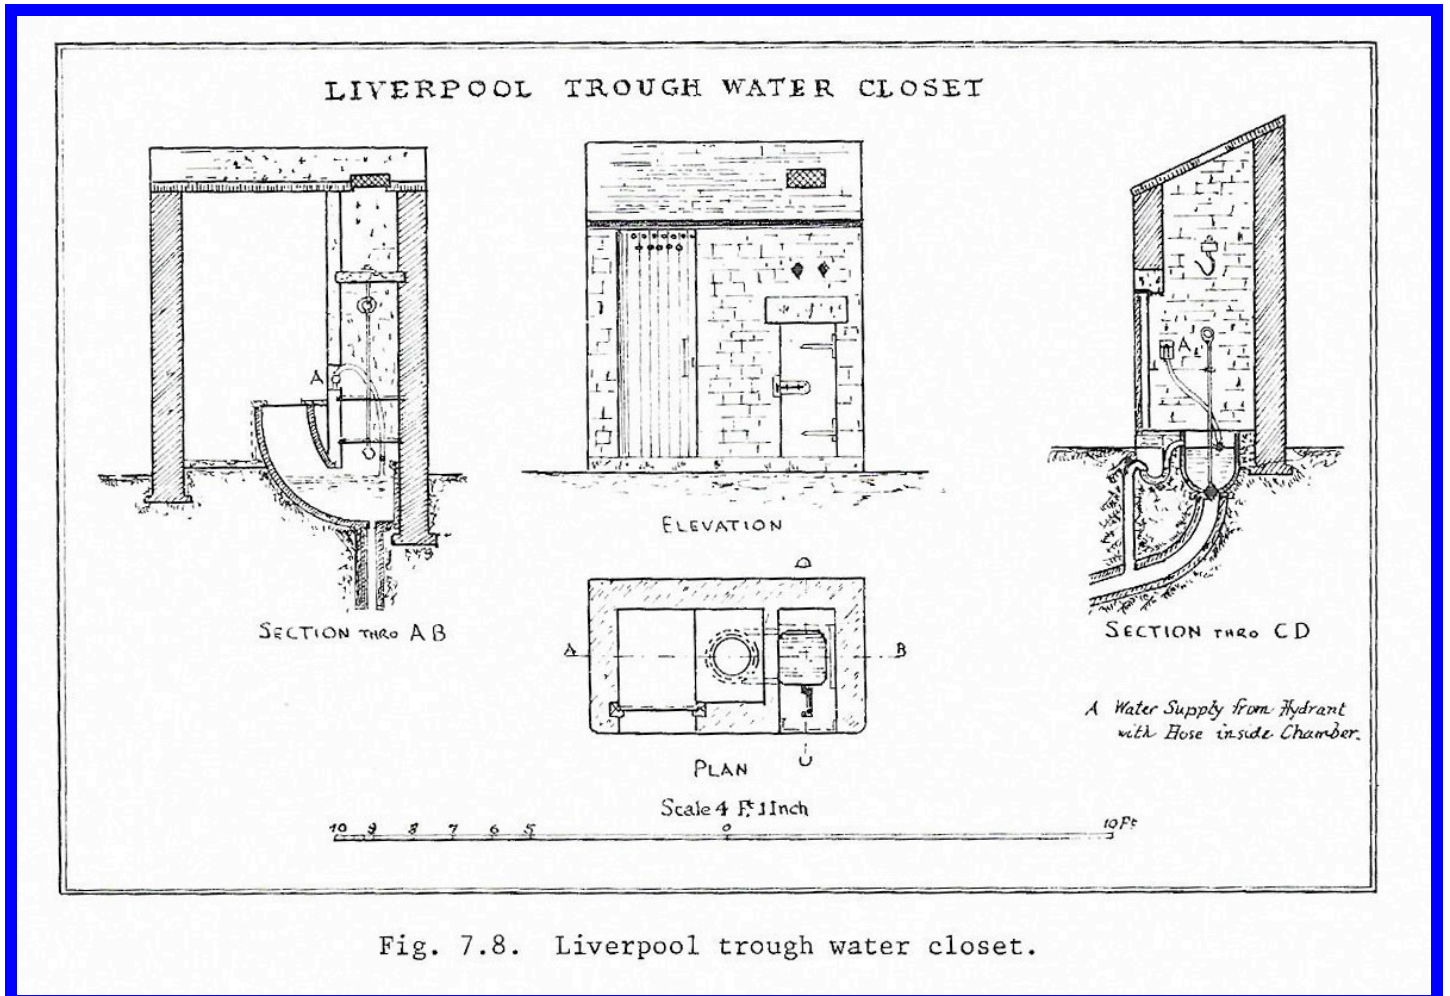 LIVERPOOL TROUGH WATER CLOSET
A
A
ELEVATION
SECTION THRO A B
SECTION THRO C D
A
B
A Water Supply from Hydrant
with Hose inside Chamber.
PLAN
Scale 4 Ft. 1 Inch
10 9 8 7 6 5 0 10 Ft
Fig. 7.8. Liverpool trough water closet.